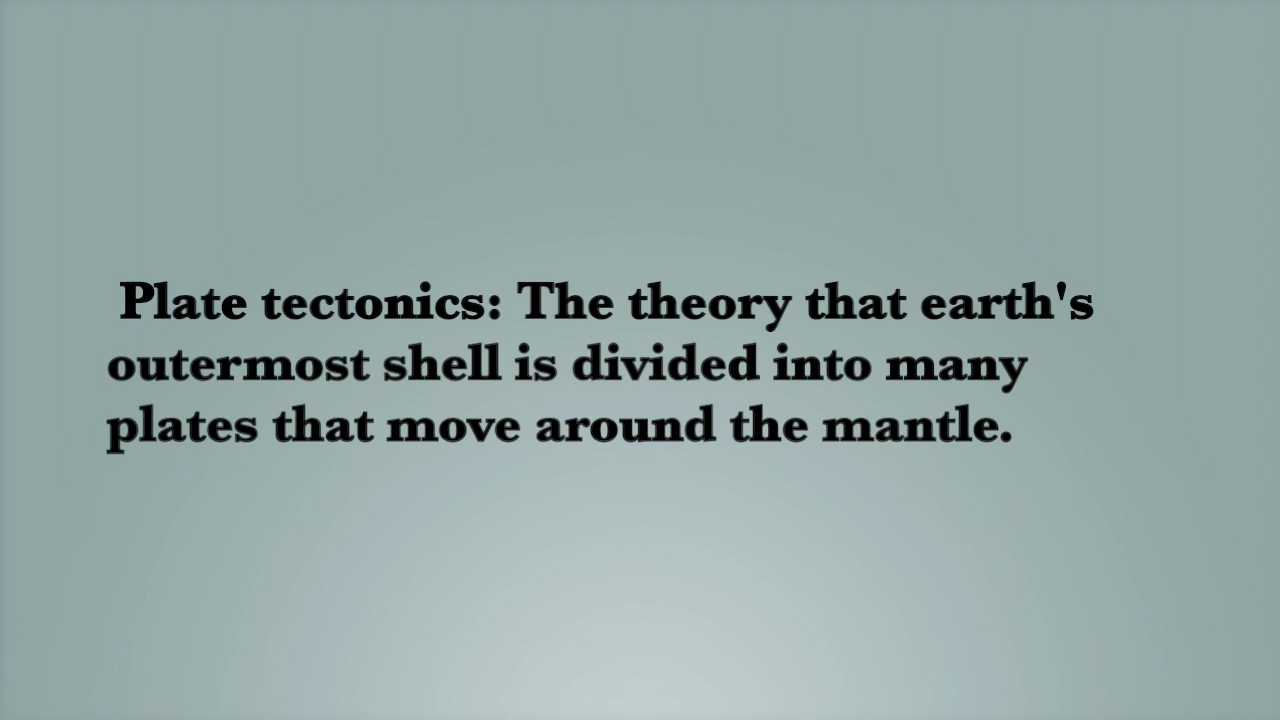 Plate tectonics: The theory that earth's
outermost shell is divided into many
plates that move around the mantle.